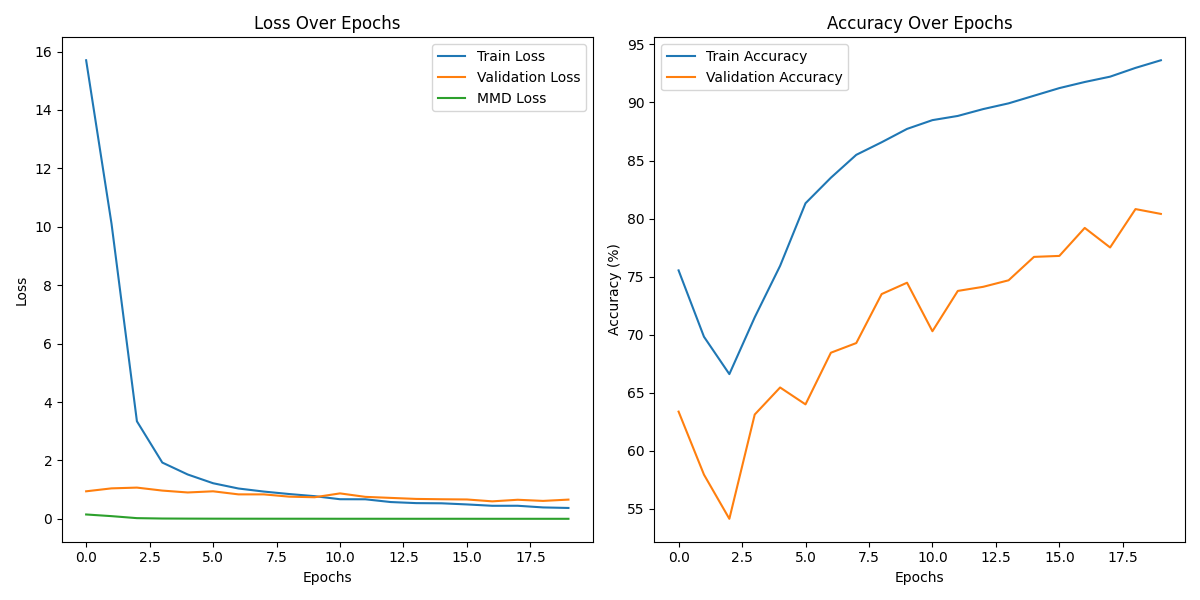 Loss Over Epochs
16
14
12
10
8
6
4
2
0
Loss
Train Loss
Validation Loss
MMD Loss
0.0 2.5 5.0 7.5 10.0 12.5 15.0 17.5
Epochs
Accuracy Over Epochs
95
90
85
80
75
70
65
60
55
Accuracy (%)
Train Accuracy
Validation Accuracy
0.0 2.5 5.0 7.5 10.0 12.5 15.0 17.5
Epochs